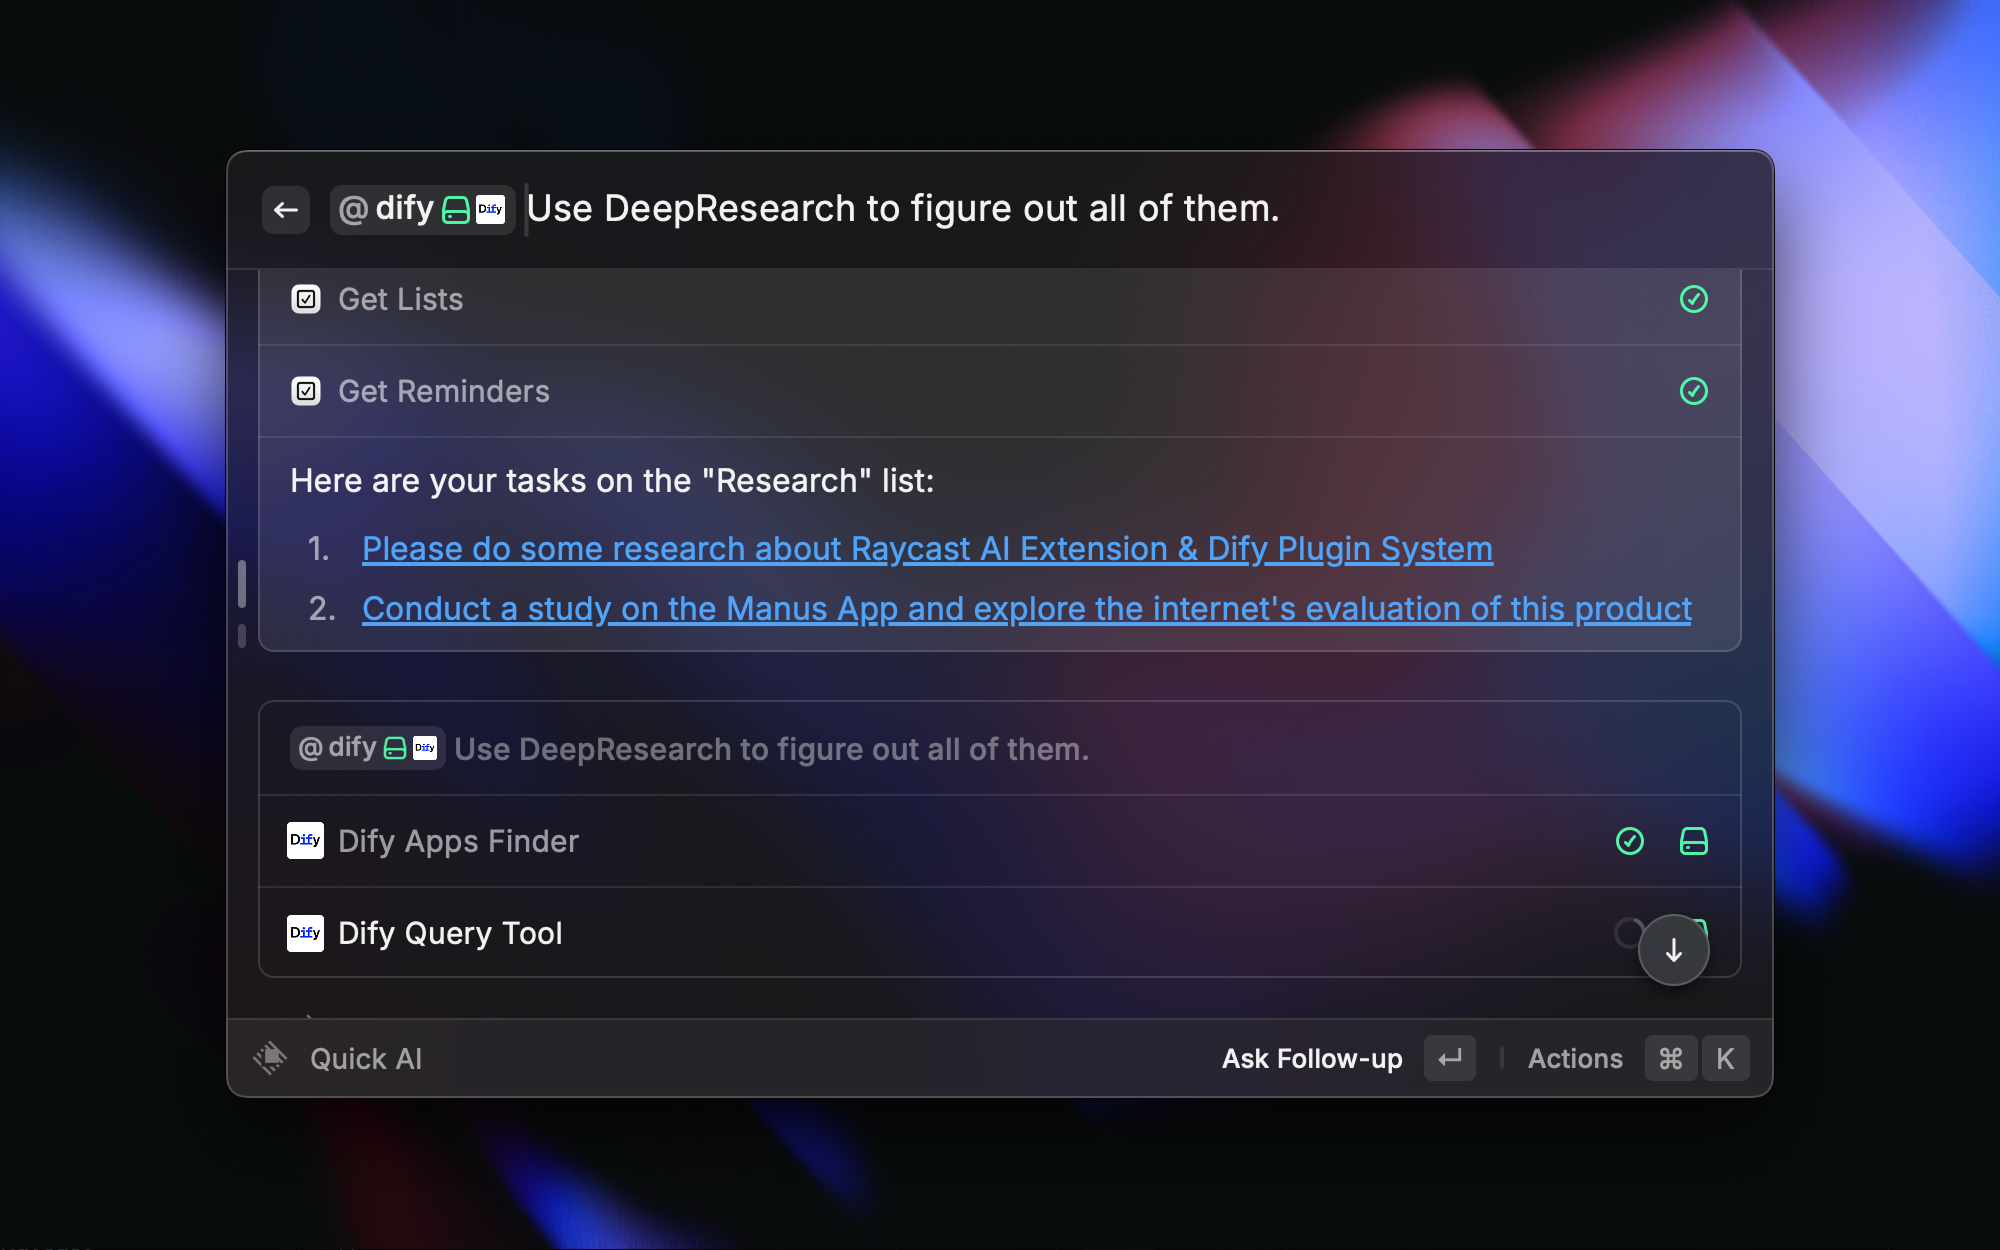 @dify Dify Use DeepResearch to figure out all of them.
Get Lists
Get Reminders
Here are your tasks on the "Research" list:
1. Please do some research about Raycast AI Extension & Dify Plugin System
2. Conduct a study on the Manus App and explore the internet's evaluation of this product
@dify Dify Use DeepResearch to figure out all of them.
Dify Dify Apps Finder
Dify Dify Query Tool
Quick AI Ask Follow-up Actions ⌘ K